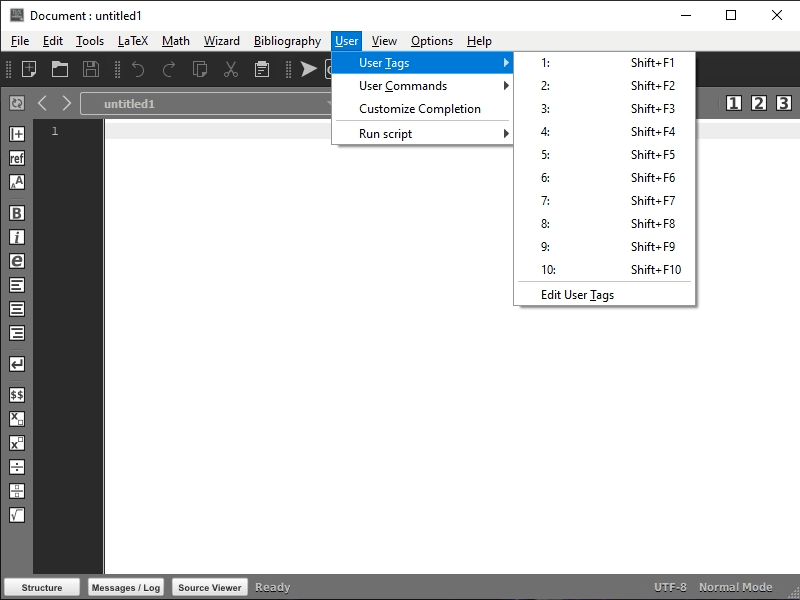 Document : untitled1
File Edit Tools LaTeX Math Wizard Bibliography User View Options Help
User Tags
User Commands
Customize Completion
Run script
1: Shift+F1
2: Shift+F2
3: Shift+F3
4: Shift+F4
5: Shift+F5
6: Shift+F6
7: Shift+F7
8: Shift+F8
9: Shift+F9
10: Shift+F10
Edit User Tags
untitled1
1 2 3
1
ref
A A
B
i
e
$$
x
x
Structure Messages / Log Source Viewer Ready UTF-8 Normal Mode